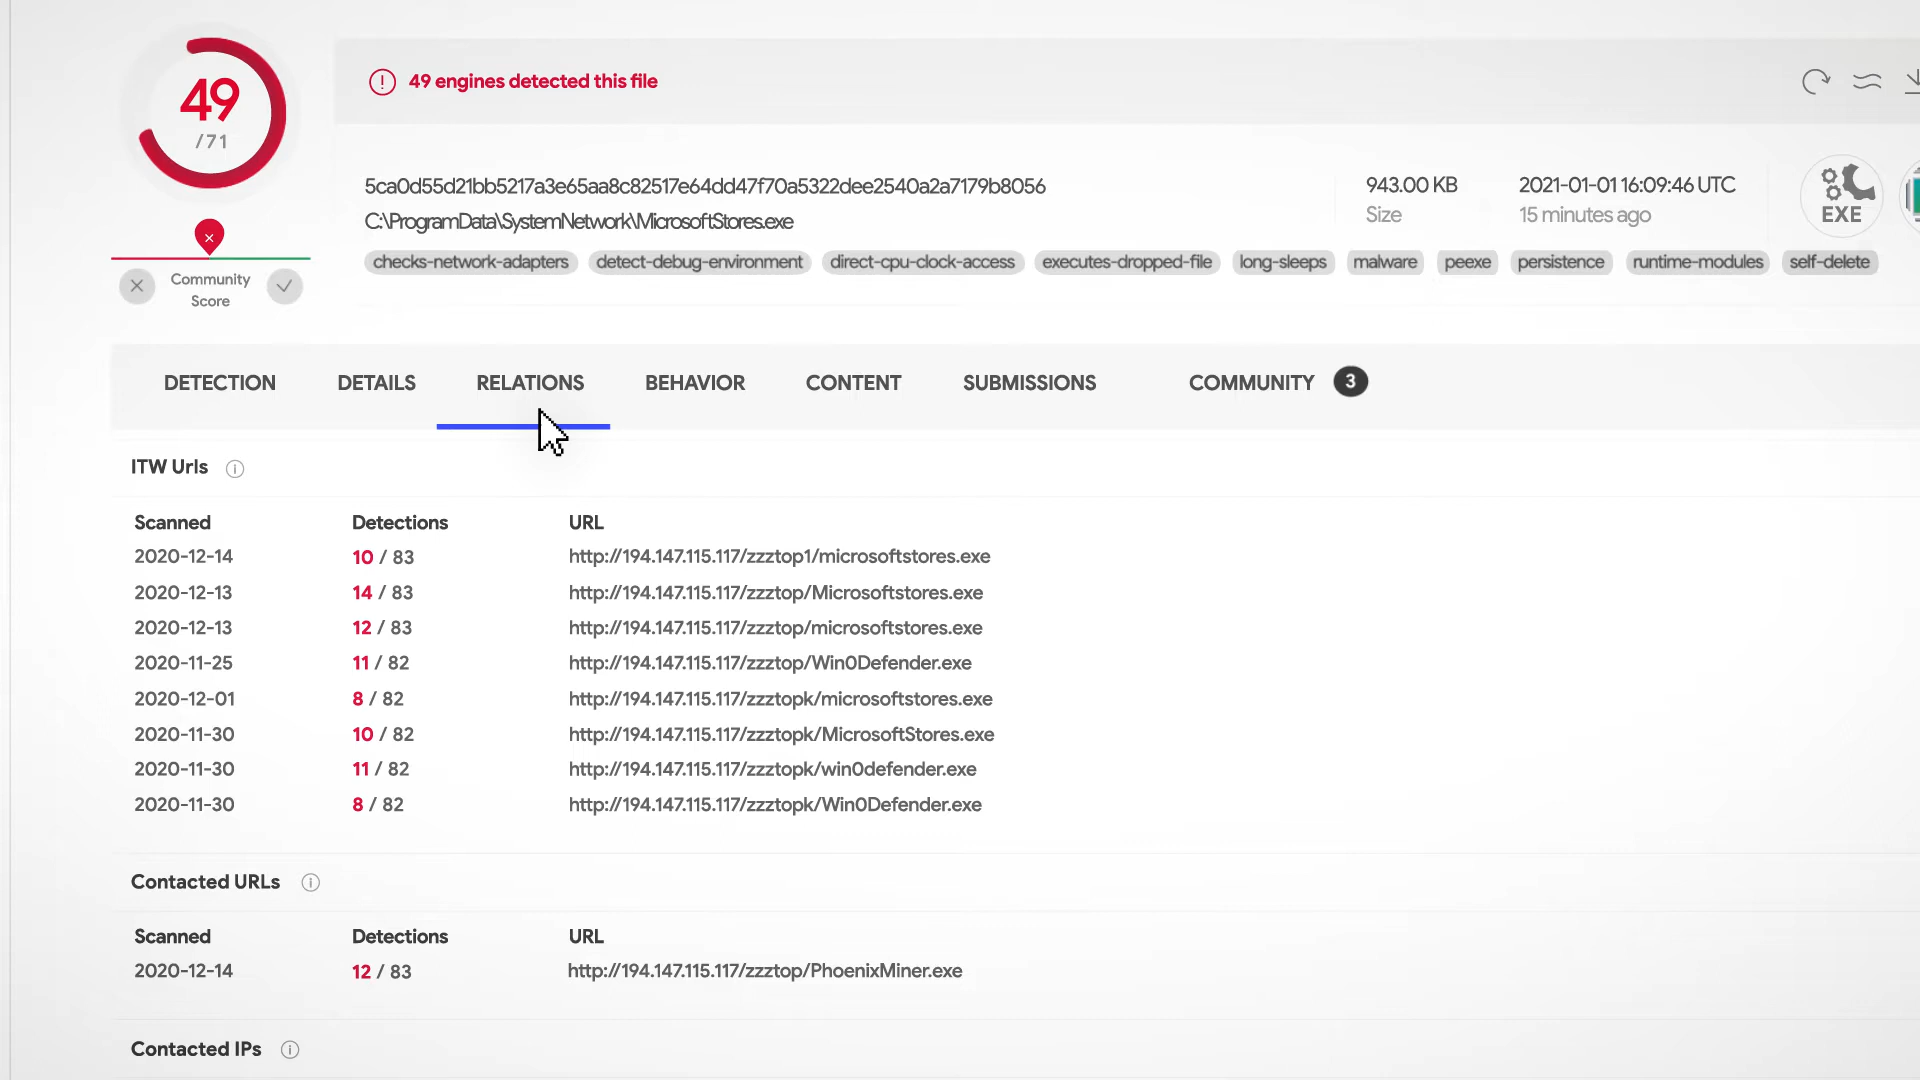 49
/71
49 engines detected this file
5ca0d55d21bb5217a3e65aa8c82517e64dd47f70a5322dee2540a2a7179b8056
C:\ProgramData\SystemNetwork\MicrosoftStores.exe
943.00 KB
Size
2021-01-01 16:09:46 UTC
15 minutes ago
EXE
checks-network-adapters detect-debug-environment direct-cpu-clock-access executes-dropped-file long-sleeps malware peexe persistence runtime-modules self-delete
Community
Score
DETECTION DETAILS RELATIONS BEHAVIOR CONTENT SUBMISSIONS COMMUNITY 3
ITW Urls
Scanned Detections URL
2020-12-14 10 / 83 http://194.147.115.117/zzztop1/microsoftstores.exe
2020-12-13 14 / 83 http://194.147.115.117/zzztop/Microsoftstores.exe
2020-12-13 12 / 83 http://194.147.115.117/zzztop/microsoftstores.exe
2020-11-25 11 / 82 http://194.147.115.117/zzztop/Win0Defender.exe
2020-12-01 8 / 82 http://194.147.115.117/zzztopk/microsoftstores.exe
2020-11-30 10 / 82 http://194.147.115.117/zzztopk/MicrosoftStores.exe
2020-11-30 11 / 82 http://194.147.115.117/zzztopk/win0defender.exe
2020-11-30 8 / 82 http://194.147.115.117/zzztopk/Win0Defender.exe
Contacted URLs
Scanned Detections URL
2020-12-14 12 / 83 http://194.147.115.117/zzztop/PhoenixMiner.exe
Contacted IPs